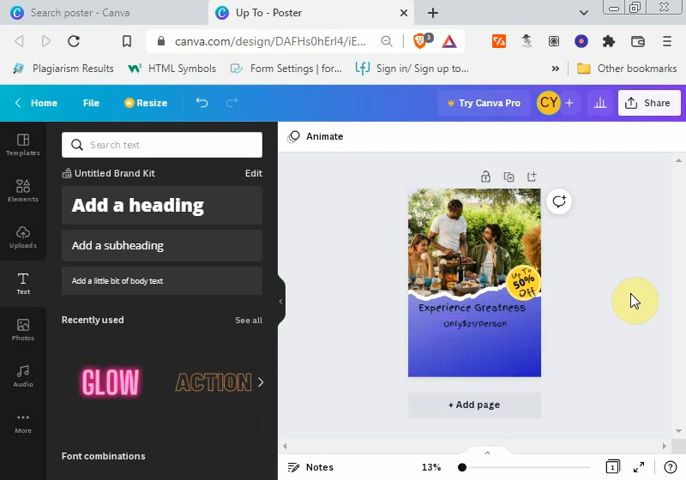 Search poster - Canva
Up To - Poster
canva.com/design/DAFHs0hErl4/iE...
3
Plagiarism Results
HTML Symbols
Form Settings | for...
Sign in/ Sign up to...
Other bookmarks
Home
File
Resize
Try Canva Pro
CY
Share
Templates
Elements
Uploads
Text
Photos
Audio
More
Search text
Untitled Brand Kit
Edit
Add a heading
Add a subheading
Add a little bit of body text
Recently used
See all
GLOW
ACTION
Font combinations
Animate
Up To
50%
Off
Experience Greatness
Only$21/Person
+ Add page
Notes
13%
1